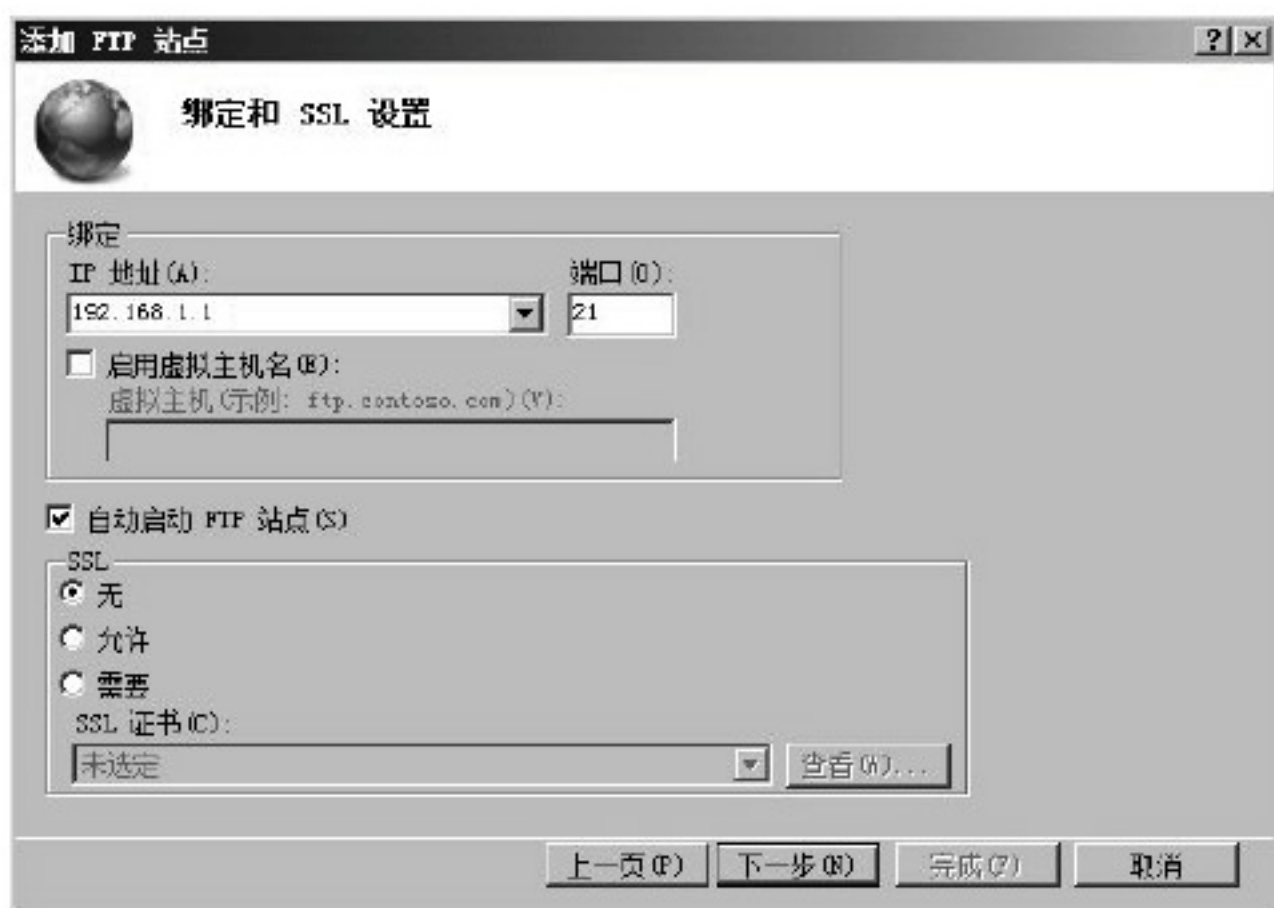 添加 FTP 站点
绑定和 SSL 设置
绑定
IP 地址(A):
端口(O):
192.168.1.1
21
启用虚拟主机名(E):
虚拟主机(示例: ftp.contoso.com)(V):
自动启动 FTP 站点(S)
SSL
无
允许
需要
SSL 证书(C):
未选定
查看(W)...
上一页(P)
下一步(N)
完成(F)
取消